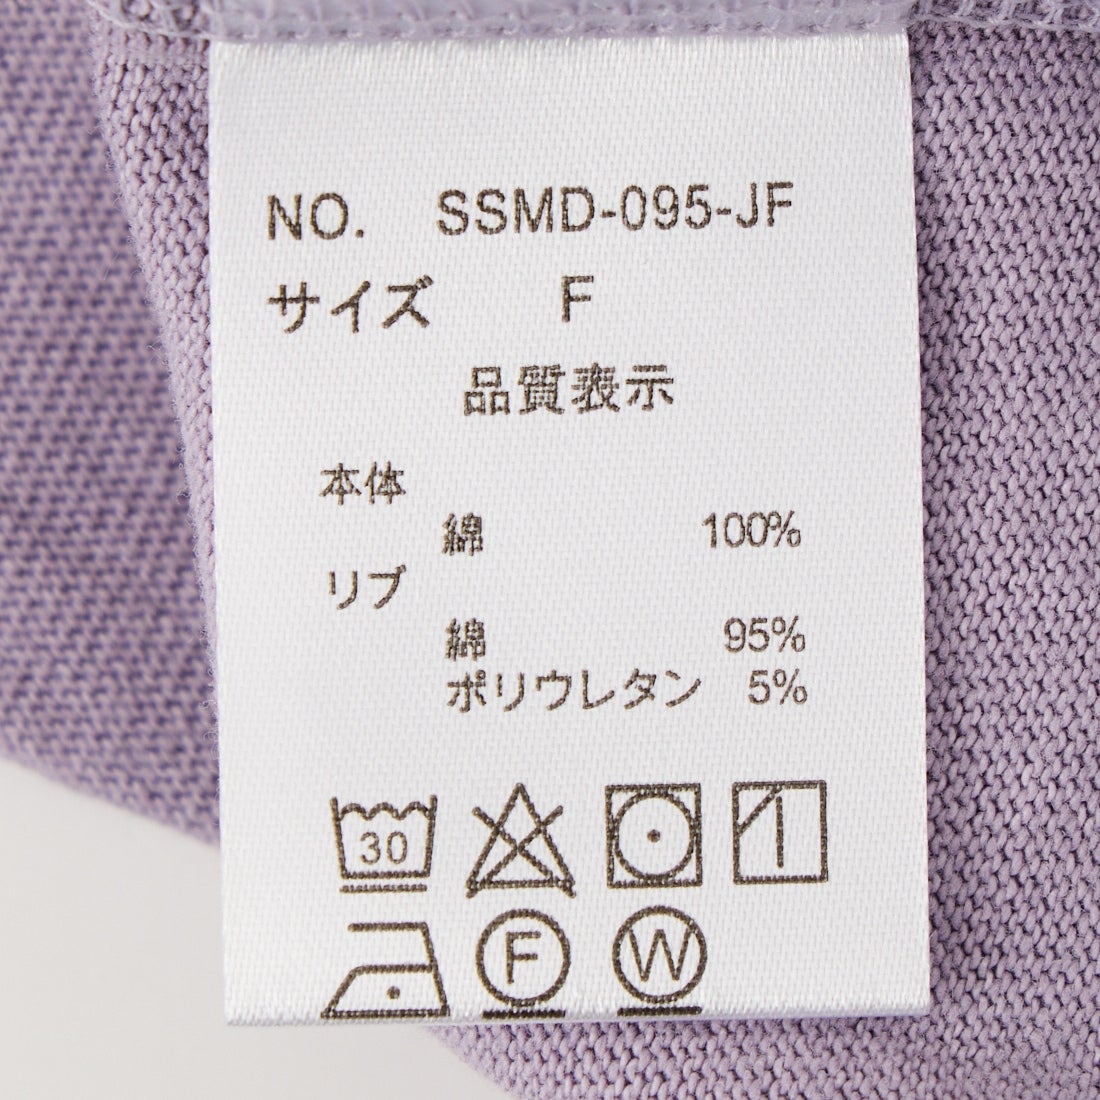 NO. SSMD-095-JF
サイズ F
品質表示
本体
綿 100%
リブ
綿 95%
ポリウレタン 5%
30
F W